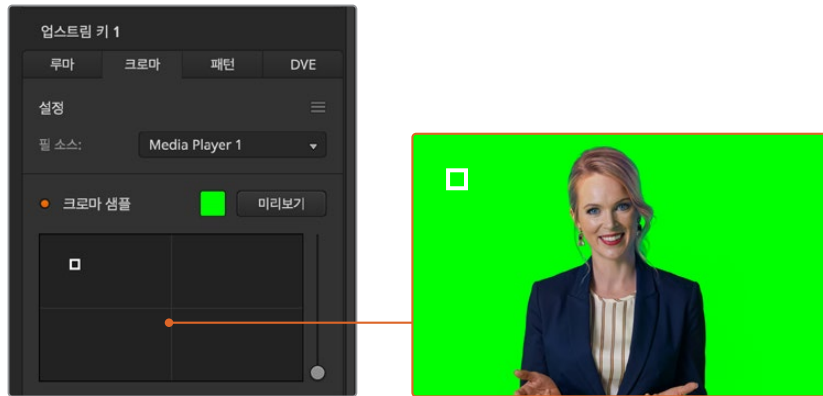 업스트림 키 1
루마 크로마 패턴 DVE
설정
필 소스: Media Player 1
크로마 샘플 미리보기